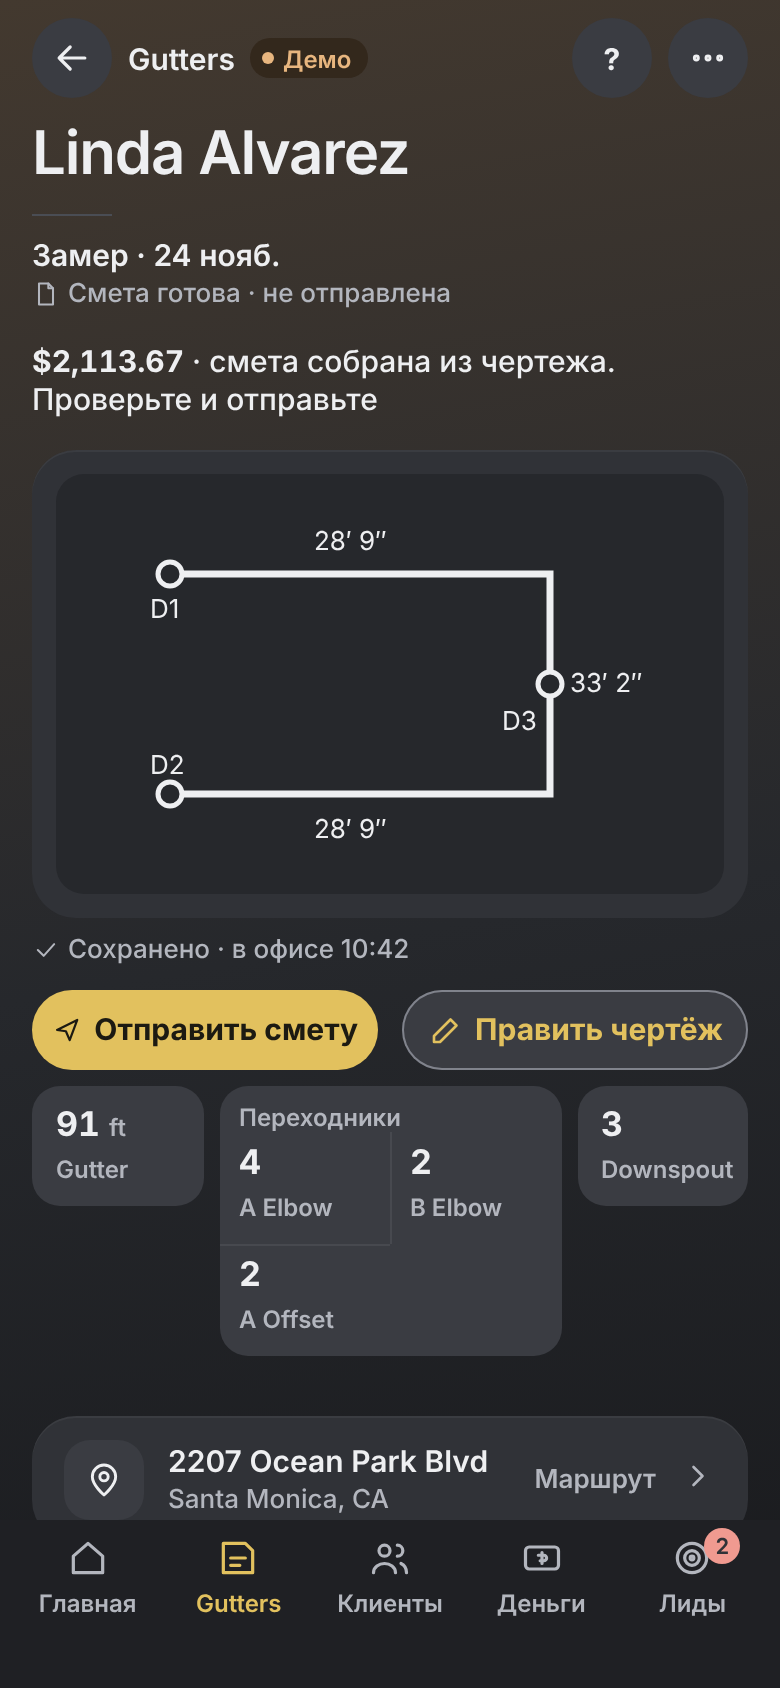 Gutters
Демо
?
Linda Alvarez
Замер · 24 нояб.
Смета готова · не отправлена
$2,113.67 · смета собрана из чертежа.
Проверьте и отправьте
28′ 9″
D1
33′ 2″
D3
D2
28′ 9″
Сохранено · в офисе 10:42
Отправить смету
Править чертёж
91 ft
Gutter
Переходники
4
A Elbow
2
B Elbow
2
A Offset
3
Downspout
2207 Ocean Park Blvd
Santa Monica, CA
Маршрут
Главная
Gutters
Клиенты
Деньги
2
Лиды